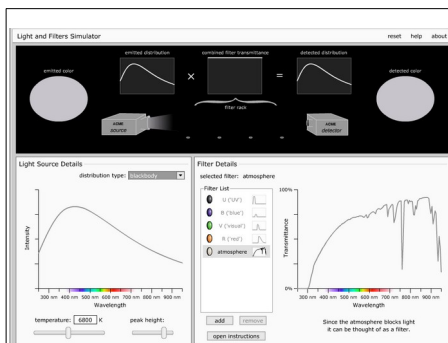 Light and Filters Simulator
reset help about
emitted distribution
combined filter transmittance
detected distribution
emitted color
detected color
×
=
filter rack
ACME
source
ACME
detector
Light Source Details
distribution type: blackbody
Intensity
300 nm 400 nm 500 nm 600 nm 700 nm 800 nm 900 nm
temperature: 6800 K
peak height:
Filter Details
selected filter: atmosphere
Filter List
U ('UV')
B ('blue')
V ('visual')
R ('red')
atmosphere
add remove
open instructions
100%
Transmittance
0%
300 nm 400 nm 500 nm 600 nm 700 nm 800 nm 900 nm
Since the atmosphere blocks light
it can be thought of as a filter.